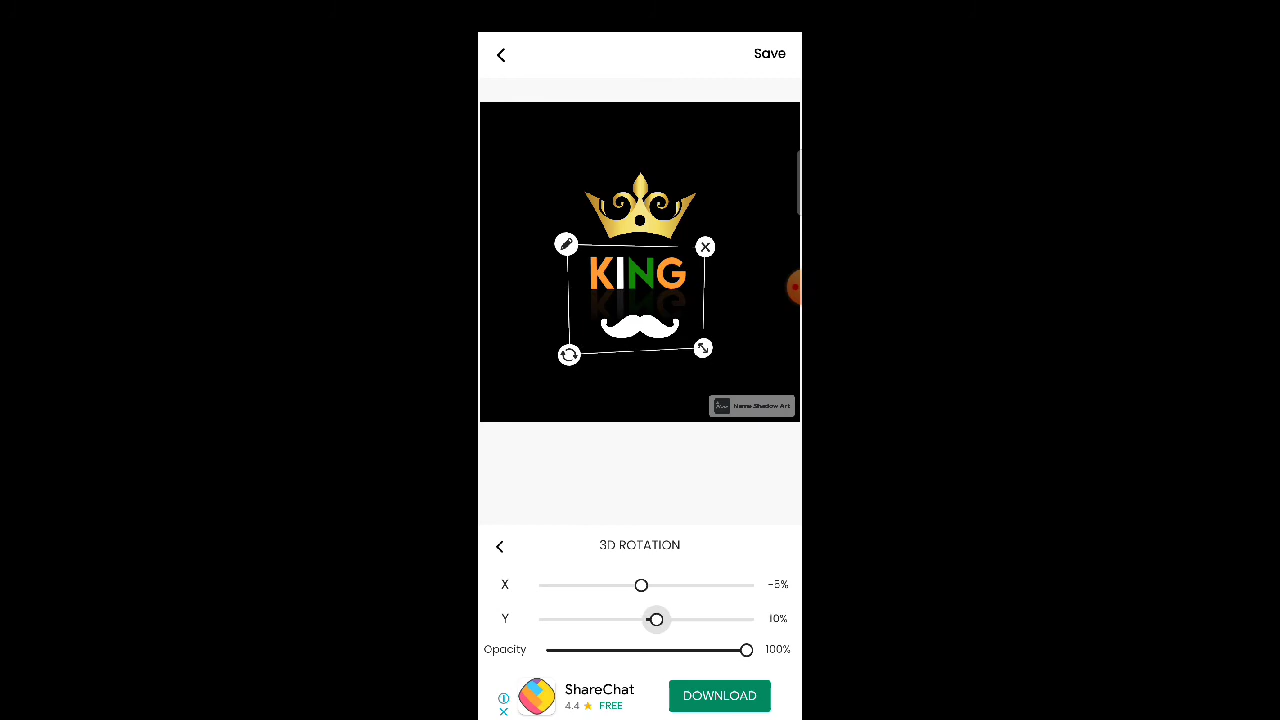 Save
KING
Name Shadow Art
3D ROTATION
X -5%
Y 10%
Opacity 100%
ShareChat
4.4 ★ FREE
DOWNLOAD